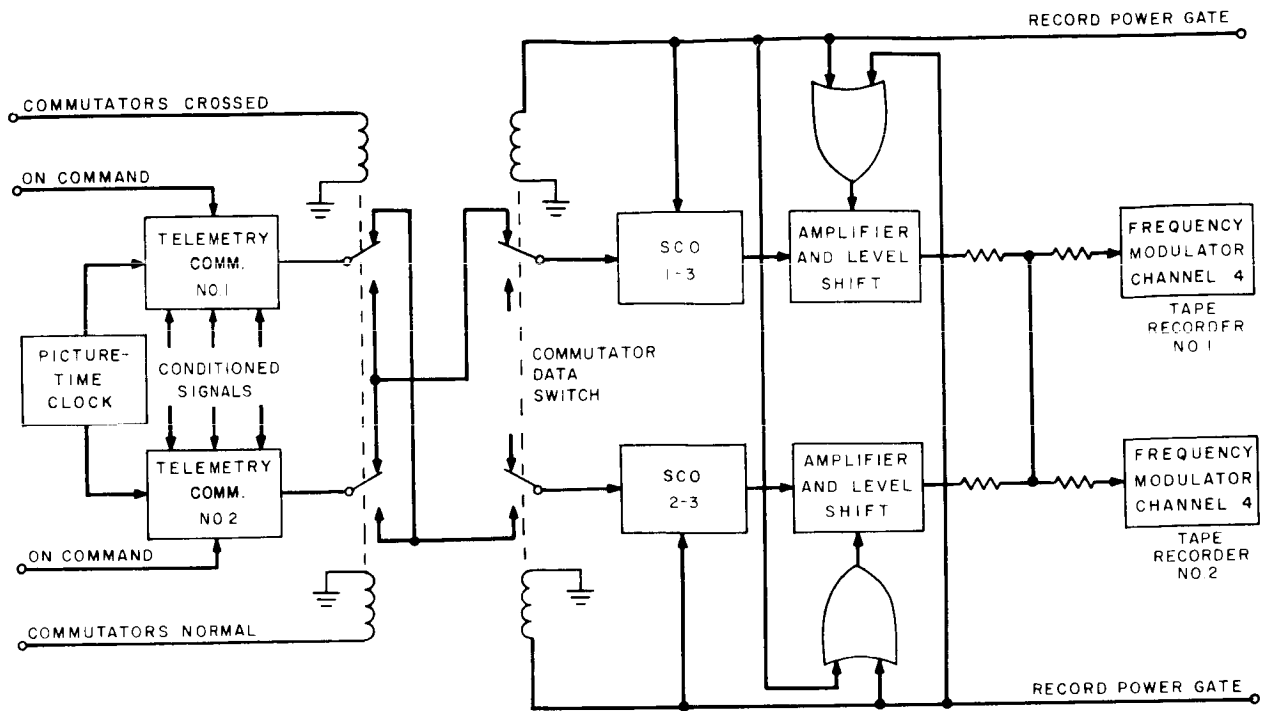 RECORD POWER GATE
COMMUTATORS CROSSED
ON COMMAND
TELEMETRY
COMM.
NO.1
SCO
1-3
AMPLIFIER
AND LEVEL
SHIFT
FREQUENCY
MODULATOR
CHANNEL 4
TAPE
RECORDER
NO 1
PICTURE-
TIME
CLOCK
CONDITIONED
SIGNALS
COMMUTATOR
DATA
SWITCH
TELEMETRY
COMM.
NO.2
SCO
2-3
AMPLIFIER
AND LEVEL
SHIFT
FREQUENCY
MODULATOR
CHANNEL 4
TAPE
RECORDER
NO.2
ON COMMAND
COMMUTATORS NORMAL
RECORD POWER GATE